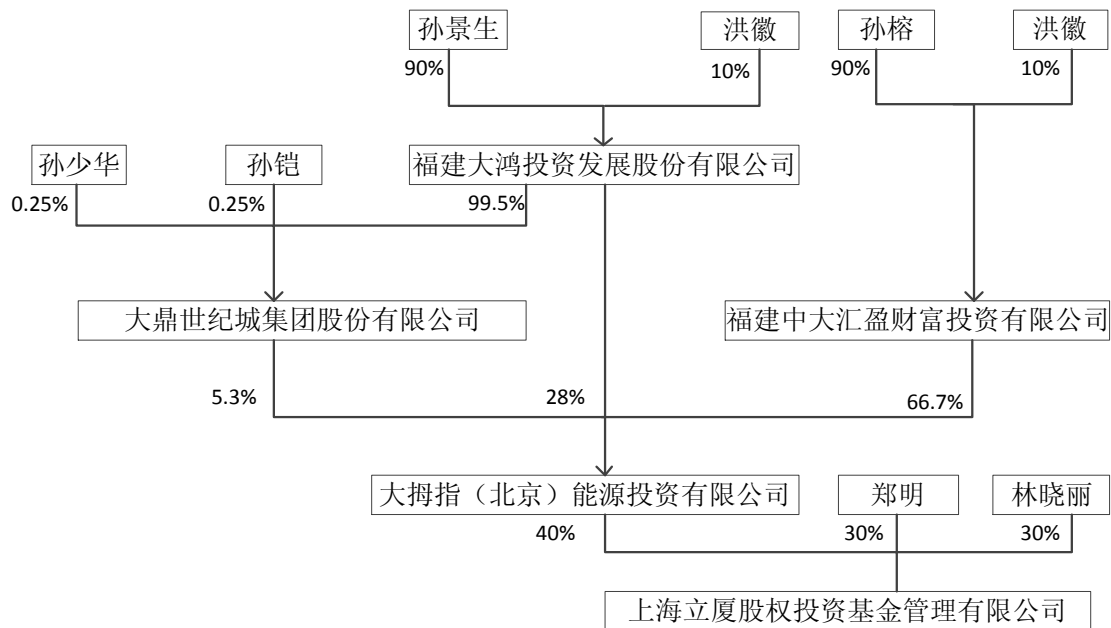 孙景生
洪徽
孙榕
洪徽
90%
10%
90%
10%
孙少华
孙铠
福建大鸿投资发展股份有限公司
0.25%
0.25%
99.5%
大鼎世纪城集团股份有限公司
福建中大汇盈财富投资有限公司
5.3%
28%
66.7%
大拇指（北京）能源投资有限公司
郑明
林晓丽
40%
30%
30%
上海立厦股权投资基金管理有限公司